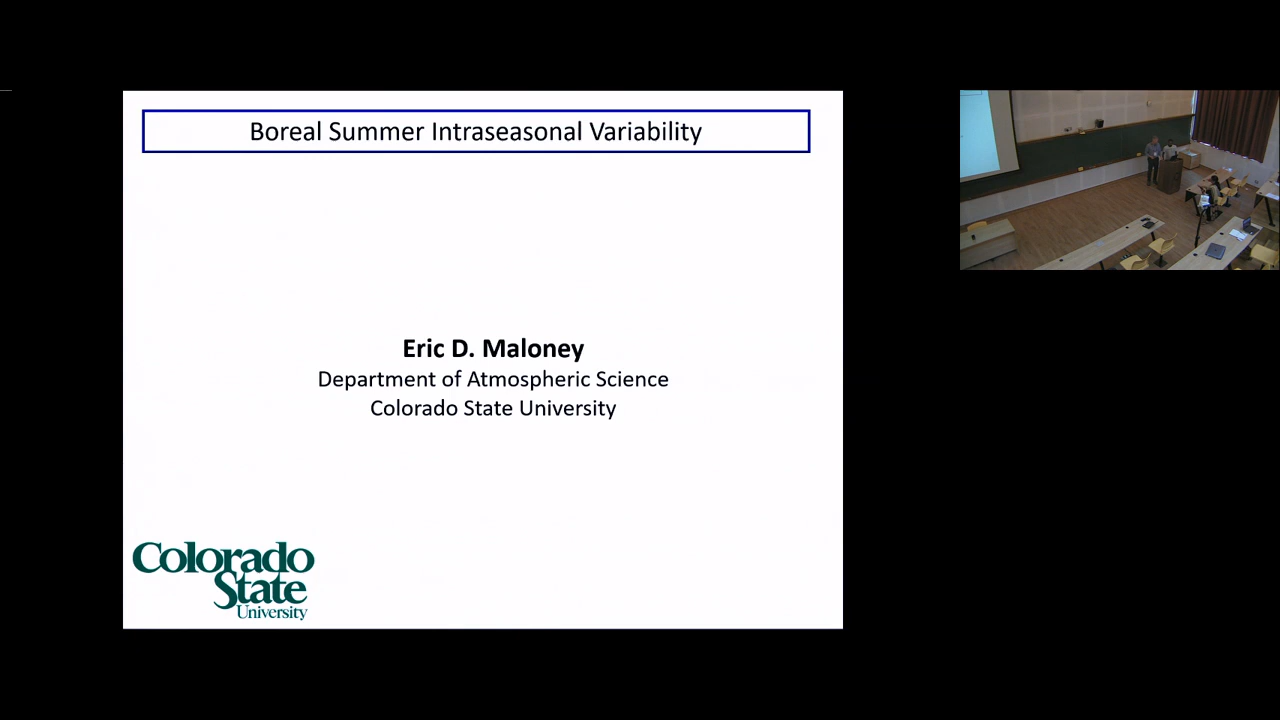 Boreal Summer Intraseasonal Variability
Eric D. Maloney
Department of Atmospheric Science
Colorado State University
Colorado
State
University